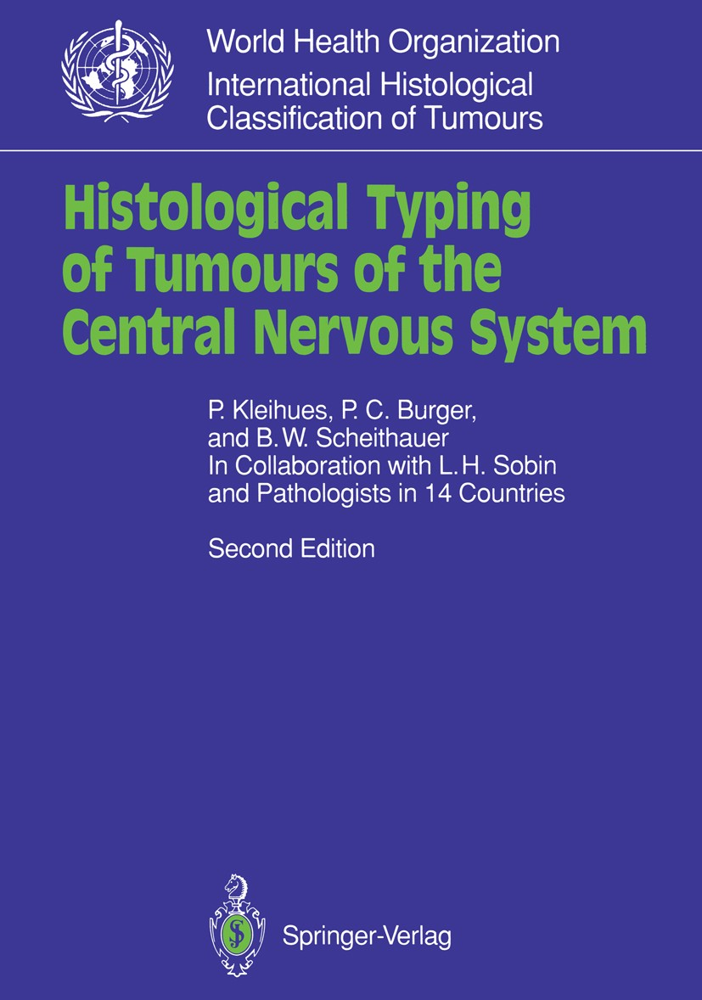 World Health Organization
International Histological
Classification of Tumours
Histological Typing
of Tumours of the
Central Nervous System
P. Kleihues, P. C. Burger,
and B. W. Scheithauer
In Collaboration with L. H. Sobin
and Pathologists in 14 Countries
Second Edition
Springer-Verlag